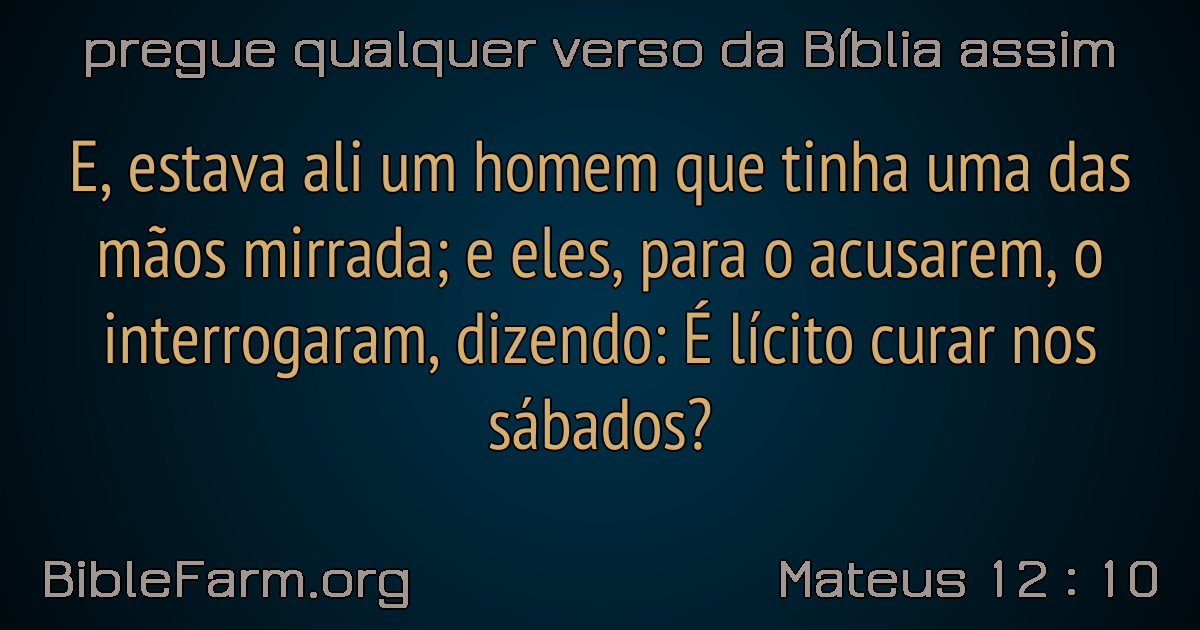 pregue qualquer verso da Bíblia assim
E, estava ali um homem que tinha uma das
mãos mirrada; e eles, para o acusarem, o
interrogaram, dizendo: É lícito curar nos
sábados?
BibleFarm.org
Mateus 12 : 10